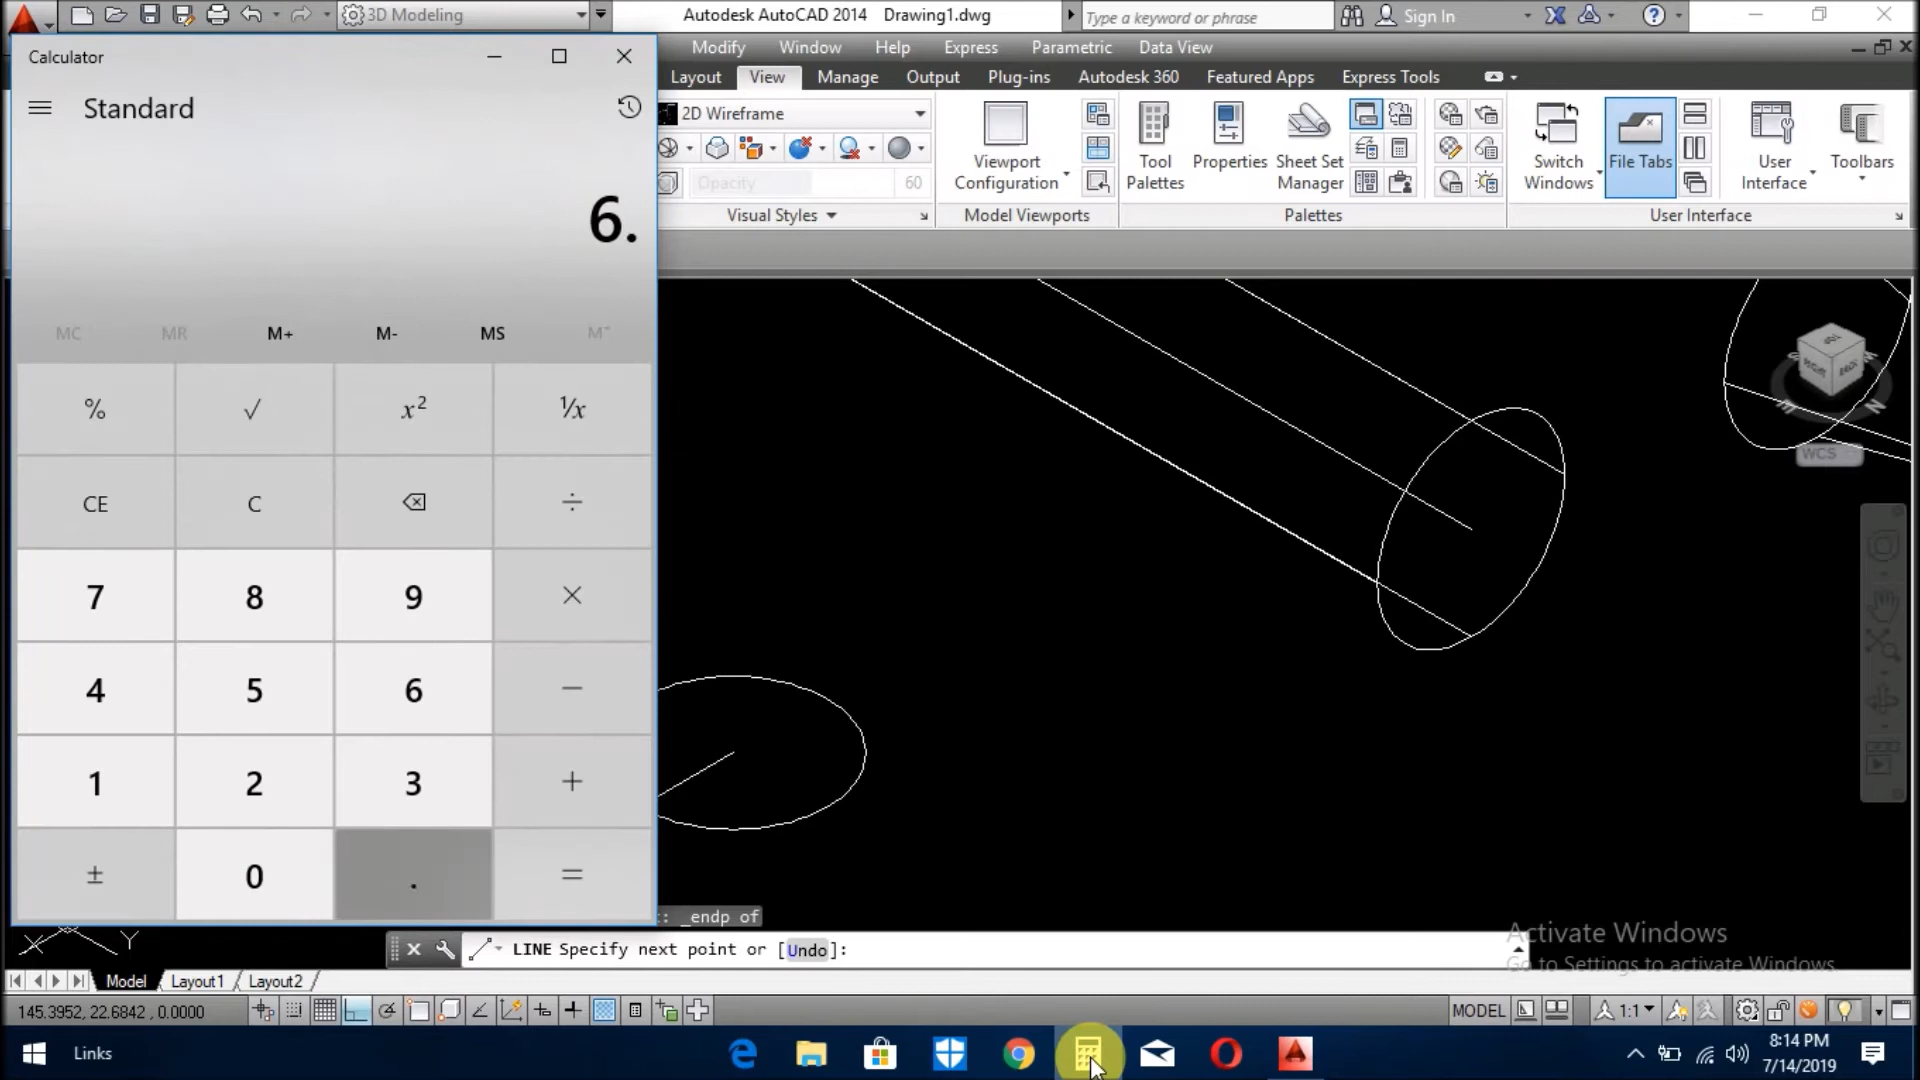 3D Modeling
Autodesk AutoCAD 2014 Drawing1.dwg
Type a keyword or phrase
Sign In
Calculator
Modify Window Help Express Parametric Data View
Layout View Manage Output Plug-ins Autodesk 360 Featured Apps Express Tools
Standard
2D Wireframe
Viewport Configuration
Tool Palettes
Properties
Sheet Set Manager
Switch Windows
File Tabs
User Interface
Toolbars
Opacity 60
Visual Styles
Model Viewports
Palettes
User Interface
6.
MC MR M+ M- MS M
% √ x² ¹/x
CE C ÷
7 8 9 ×
4 5 6 −
1 2 3 +
± 0 . =
WCS
: _endp of
X Y
LINE Specify next point or [Undo]:
Activate Windows
Go to Settings to activate Windows.
Model Layout1 Layout2
145.3952, 22.6842 , 0.0000
MODEL
1:1
Links
8:14 PM
7/14/2019